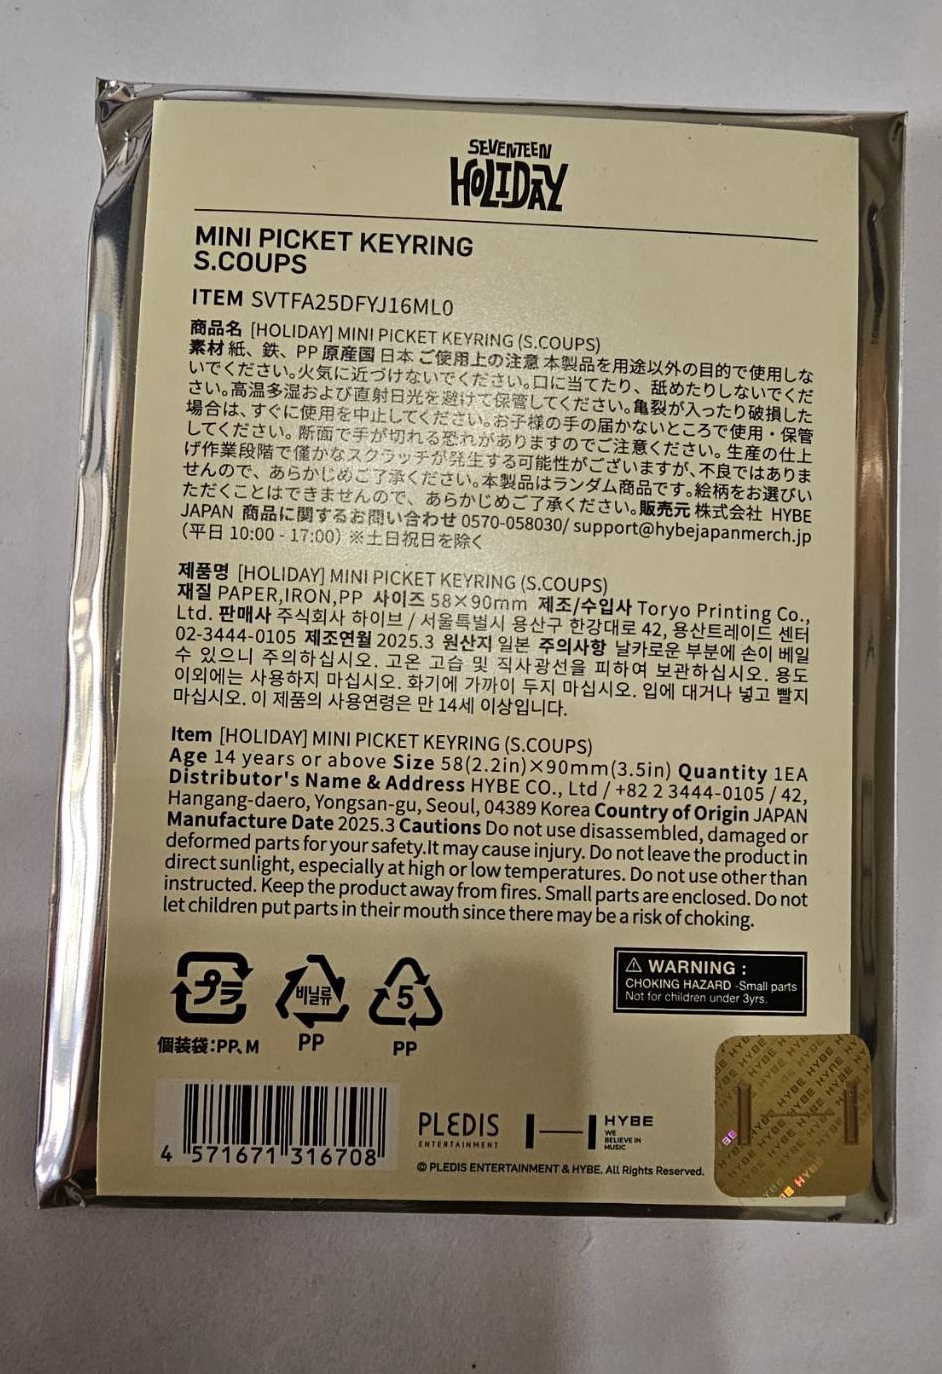 SEVENTEEN
HOLIDAY
MINI PICKET KEYRING
S.COUPS
ITEM SVTFA25DFYJ16ML0
商品名 [HOLIDAY] MINI PICKET KEYRING (S.COUPS)
素材 紙、鉄、PP 原産国 日本 ご使用上の注意 本製品を用途以外の目的で使用しな
いでください。火気に近づけないでください。口に当てたり、舐めたりしないでくだ
さい。高温多湿および直射日光を避けて保管してください。亀裂が入ったり破損した
場合は、すぐに使用を中止してください。お子様の手の届かないところで使用・保管
してください。断面で手が切れる恐れがありますのでご注意ください。生産の仕上
げ作業段階で僅かなスクラッチが発生する可能性がございますが、不良ではありま
せんので、あらかじめご了承ください。本製品はランダム商品です。絵柄をお選びい
ただくことはできませんので、あらかじめご了承ください。販売元 株式会社 HYBE
JAPAN 商品に関するお問い合わせ 0570-058030/ support@hybejapanmerch.jp
(平日 10:00 - 17:00) ※土日祝日を除く
제품명 [HOLIDAY] MINI PICKET KEYRING (S.COUPS)
재질 PAPER,IRON,PP 사이즈 58×90mm 제조/수입사 Toryo Printing Co.,
Ltd. 판매사 주식회사 하이브 / 서울특별시 용산구 한강대로 42, 용산트레이드 센터
02-3444-0105 제조연월 2025.3 원산지 일본 주의사항 날카로운 부분에 손이 베일
수 있으니 주의하십시오. 고온 고습 및 직사광선을 피하여 보관하십시오. 용도
이외에는 사용하지 마십시오. 화기에 가까이 두지 마십시오. 입에 대거나 넣고 빨지
마십시오. 이 제품의 사용연령은 만 14세 이상입니다.
Item [HOLIDAY] MINI PICKET KEYRING (S.COUPS)
Age 14 years or above Size 58(2.2in)×90mm(3.5in) Quantity 1EA
Distributor's Name & Address HYBE CO., Ltd / +82 2 3444-0105 / 42,
Hangang-daero, Yongsan-gu, Seoul, 04389 Korea Country of Origin JAPAN
Manufacture Date 2025.3 Cautions Do not use disassembled, damaged or
deformed parts for your safety.It may cause injury. Do not leave the product in
direct sunlight, especially at high or low temperatures. Do not use other than
instructed. Keep the product away from fires. Small parts are enclosed. Do not
let children put parts in their mouth since there may be a risk of choking.
プラ 비닐류 5
個装袋:PP、M PP PP
⚠ WARNING :
CHOKING HAZARD -Small parts
Not for children under 3yrs.
4 571671 316708
PLEDIS
ENTERTAINMENT
HYBE
WE
BELIEVE IN
MUSIC
© PLEDIS ENTERTAINMENT & HYBE. All Rights Reserved.
HYBE HYBE HYBE